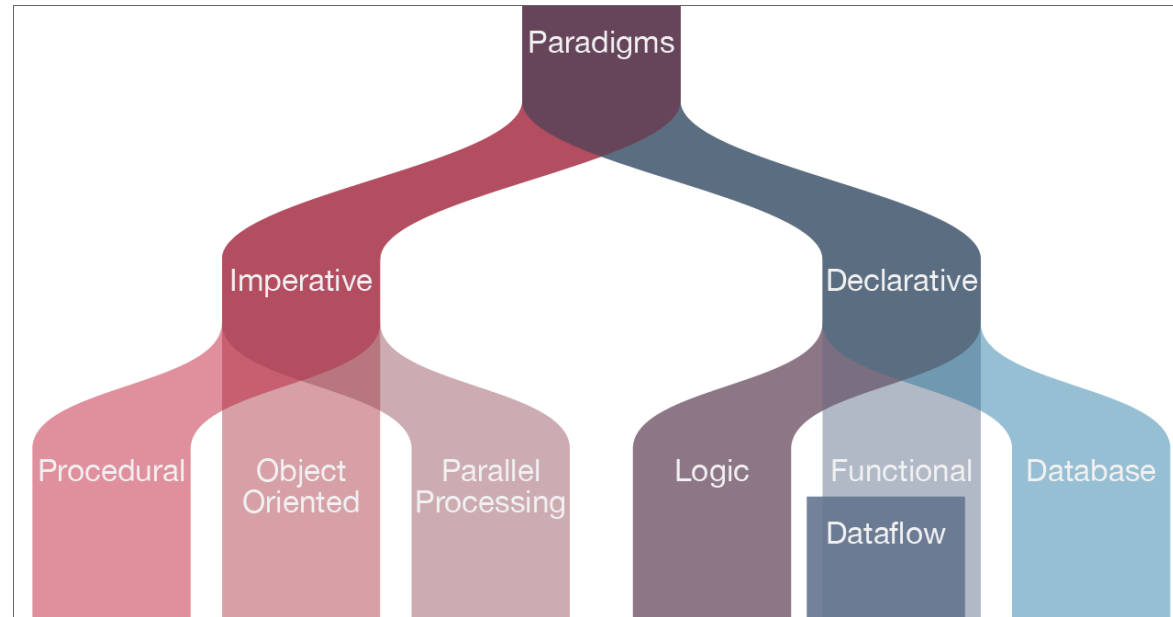 Paradigms
Imperative
Declarative
Procedural
Object
Oriented
Parallel
Processing
Logic
Functional
Database
Dataflow